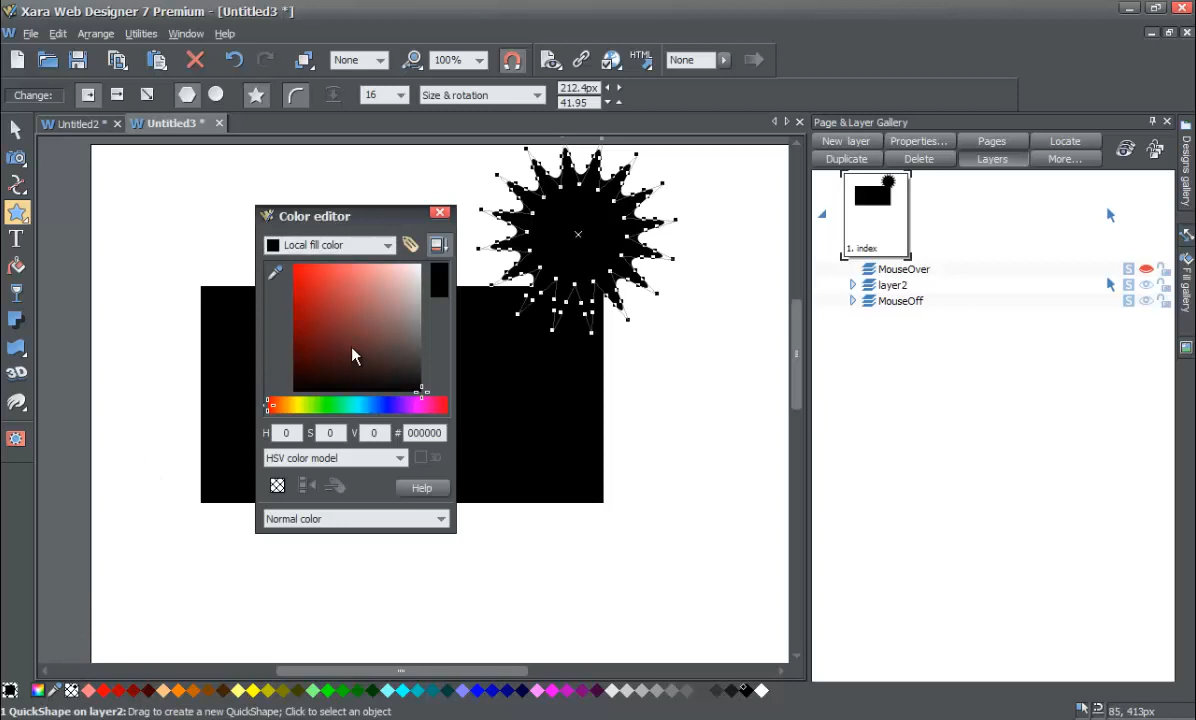 Xara Web Designer 7 Premium - [Untitled3 *]
File Edit Arrange Utilities Window Help
None 100% HTML None
Change: 16 Size & rotation 212.4px
41.95
Untitled2 * Untitled3 *
Page & Layer Gallery
New layer Properties... Pages Locate
Duplicate Delete Layers More...
Designs gallery
Fill gallery
1. index
MouseOver S
layer2 S
MouseOff S
Color editor
Local fill color
H 0 S 0 V 0 # 000000
HSV color model 3D
Help
Normal color
T
3D
1 QuickShape on layer2: Drag to create a new QuickShape; Click to select an object
85, 413px